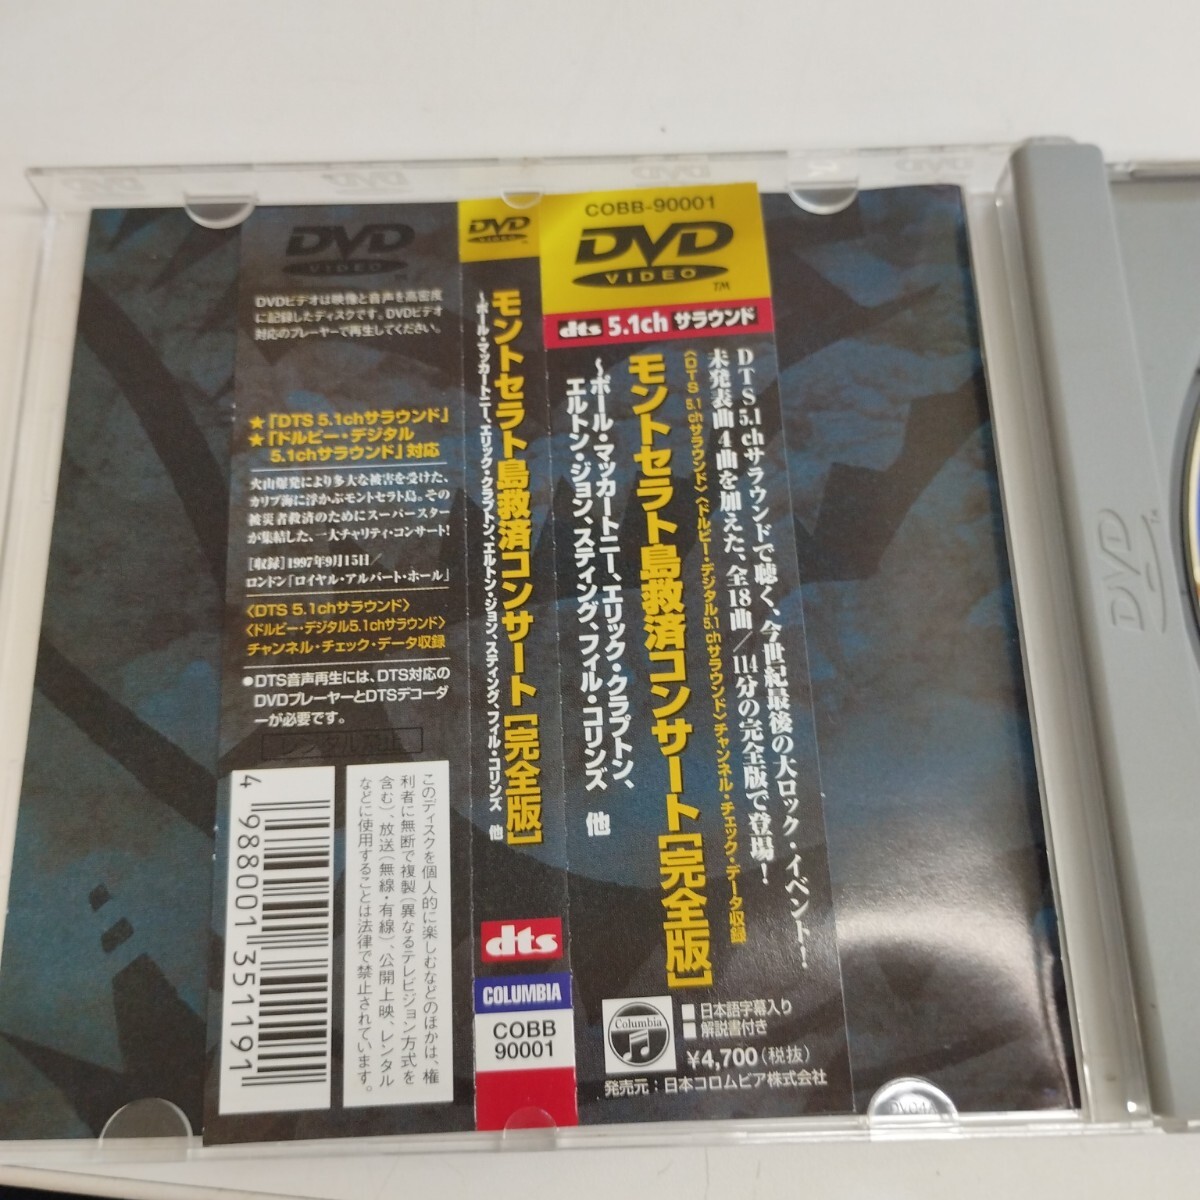 COBB-90001
DVD
VIDEO
TM
dts 5.1ch サラウンド
DTS5.1chサラウンドで聴く、今世紀最後の大ロック・イベント!
未発表曲4曲を加えた、全18曲/114分の完全版で登場!
〈DTS 5.1chサラウンド〉〈ドルビー・デジタル5.1chサラウンド〉チャンネル・チェック・データ収録
モントセラト島救済コンサート[完全版]
〜ポール・マッカートニー、エリック・クラプトン、
エルトン・ジョン、スティング、フィル・コリンズ 他
Columbia
■日本語字幕入り
■解説書付き
¥4,700(税抜)
発売元:日本コロムビア株式会社
DVD
VIDEO
モントセラト島救済コンサート[完全版]
〜ポール・マッカートニー、エリック・クラプトン、エルトン・ジョン、スティング、フィル・コリンズ 他
dts
COLUMBIA
COBB
90001
DVD
VIDEO
TM
DVDビデオは映像と音声を高密度
に記録したディスクです。DVDビデオ
対応のプレーヤーで再生してください。
★「DTS 5.1chサラウンド」
★「ドルビー・デジタル
5.1chサラウンド」対応
火山爆発により多大な被害を受けた、
カリブ海に浮かぶモントセラト島。その
被災者救済のためにスーパースター
が集結した、一大チャリティ・コンサート!
[収録]1997年9月15日/
ロンドン「ロイヤル・アルバート・ホール」
〈DTS 5.1chサラウンド〉
〈ドルビー・デジタル5.1chサラウンド〉
チャンネル・チェック・データ収録
●DTS音声再生には、DTS対応の
DVDプレーヤーとDTSデコーダ
ーが必要です。
レンタル禁止
このディスクを個人的に楽しむなどのほかは、権
利者に無断で複製(異なるテレビジョン方式を
含む)、放送(無線・有線)、公開上映、レンタル
などに使用することは法律で禁止されています。
4 988001 351191
DVD